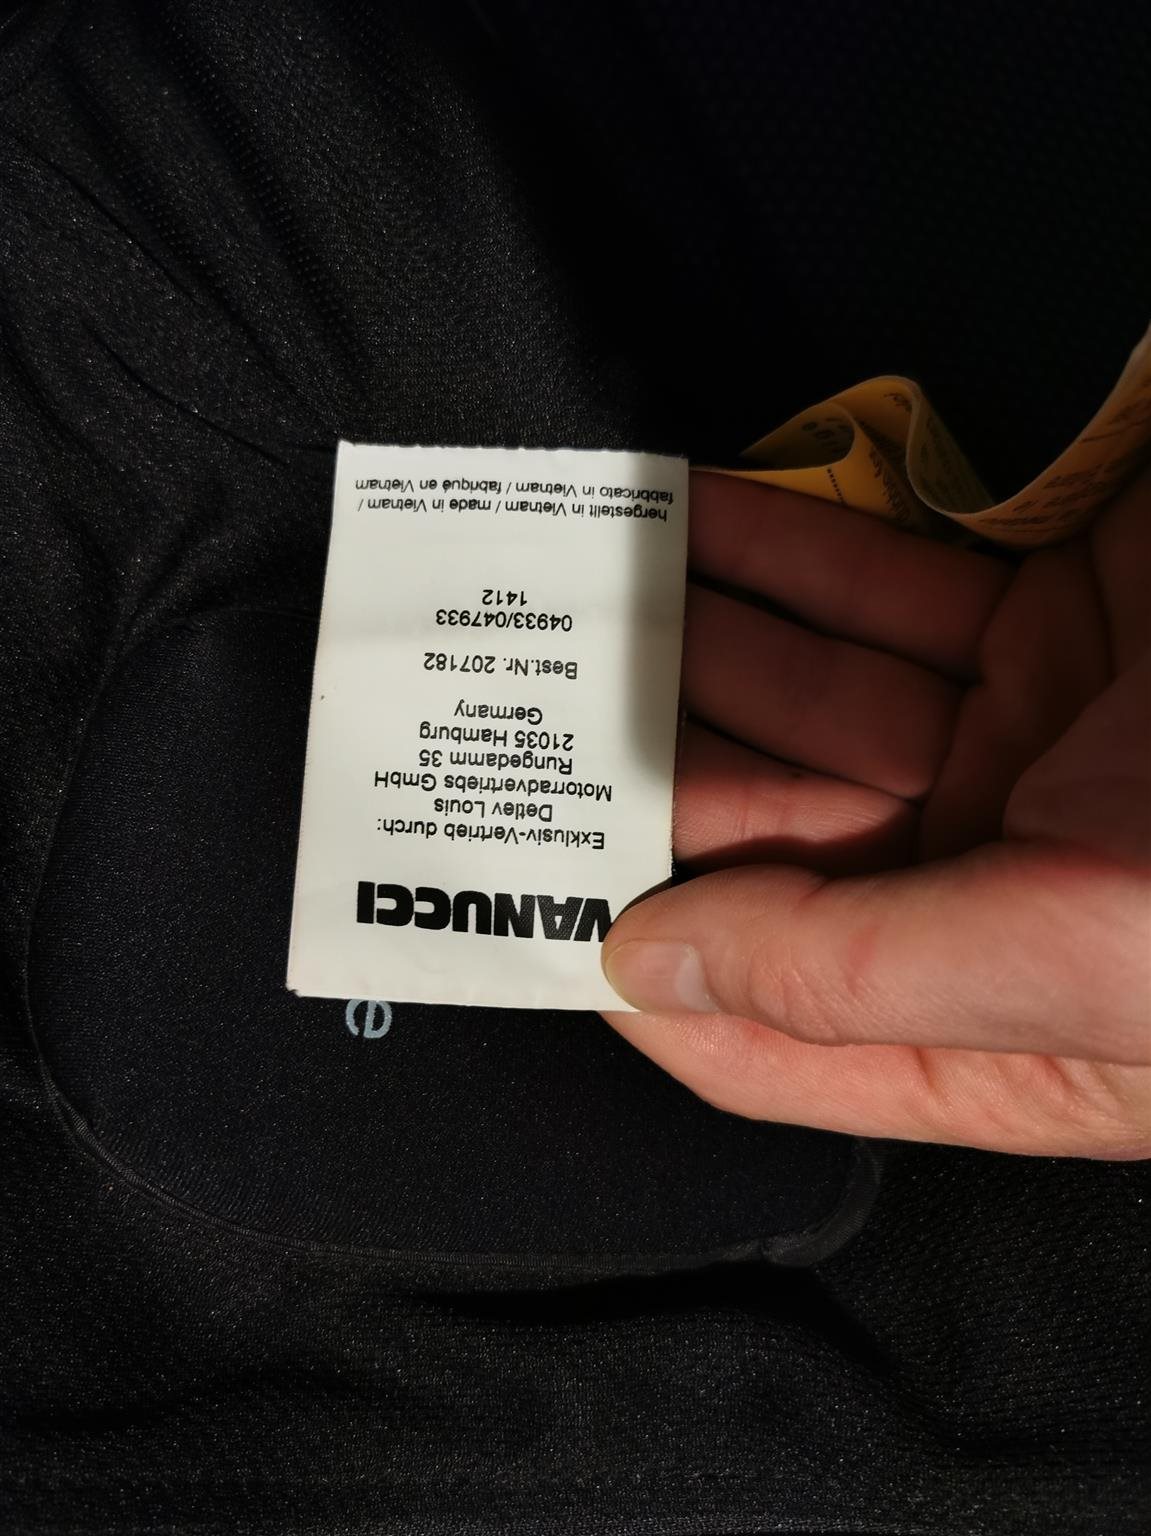 VANUCCI
Exklusiv-Vertrieb durch:
Detlev Louis
Motorradvertriebs GmbH
Rungedamm 35
21035 Hamburg
Germany
Best.Nr. 207182
04933/047933
1412
hergestellt in Vietnam / made in Vietnam /
fabbricato in Vietnam / fabriqué en Vietnam
e